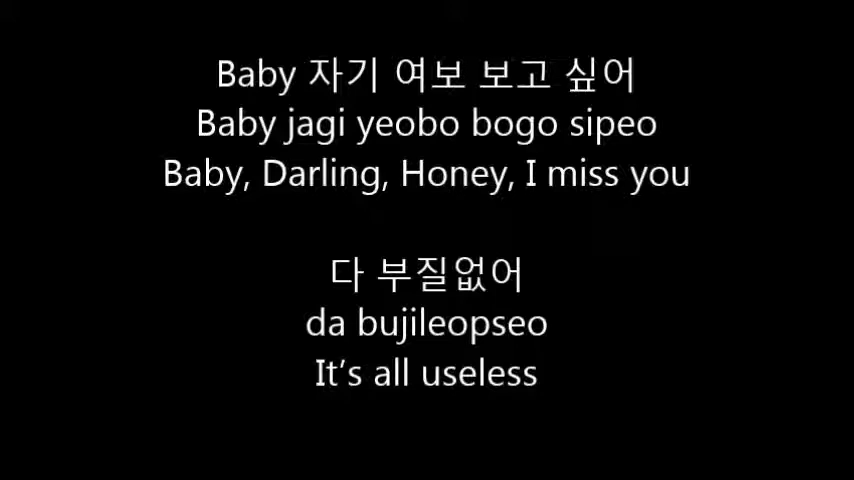 Baby 자기 여보 보고 싶어
Baby jagi yeobo bogo sipeo
Baby, Darling, Honey, I miss you
다 부질없어
da bujileopseo
It’s all useless